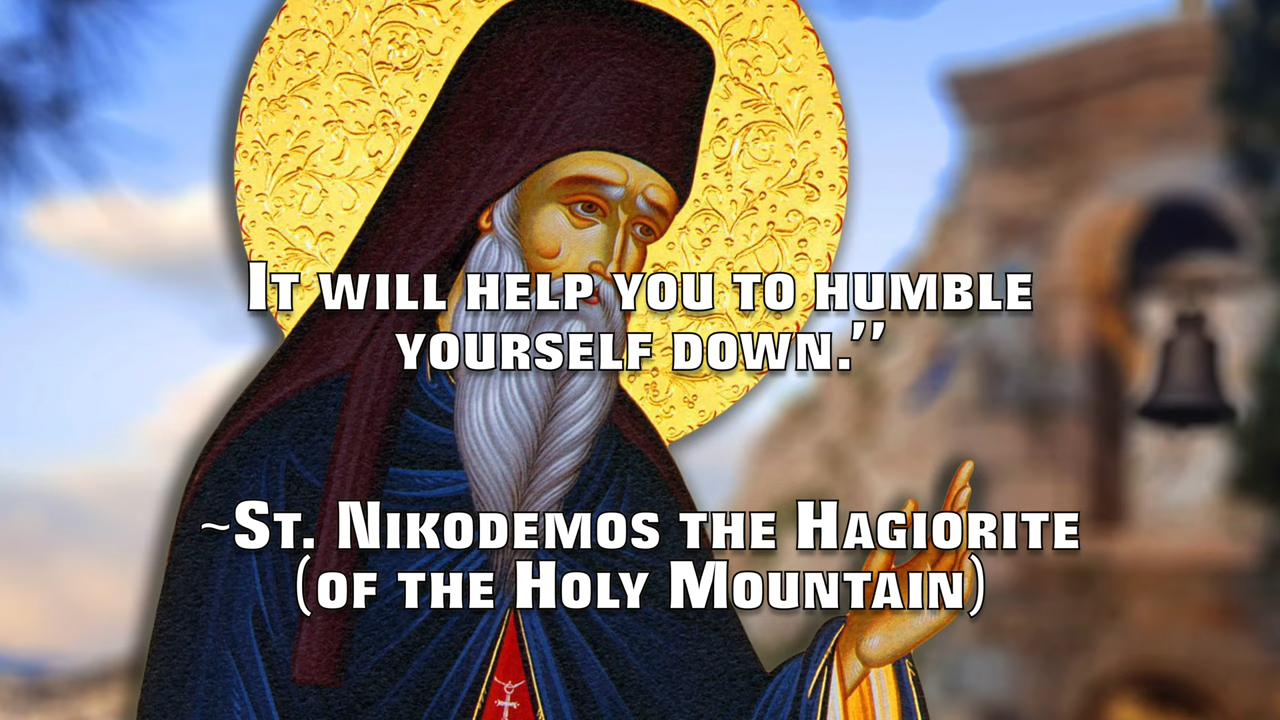 It will help you to humble
yourself down.’’
~St. Nikodemos the Hagiorite
(of the Holy Mountain)